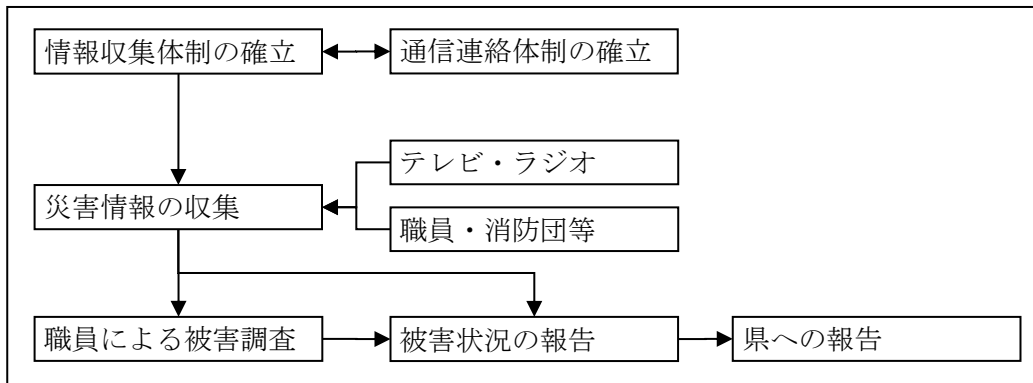 情報収集体制の確立
通信連絡体制の確立
テレビ・ラジオ
災害情報の収集
職員・消防団等
職員による被害調査
被害状況の報告
県への報告